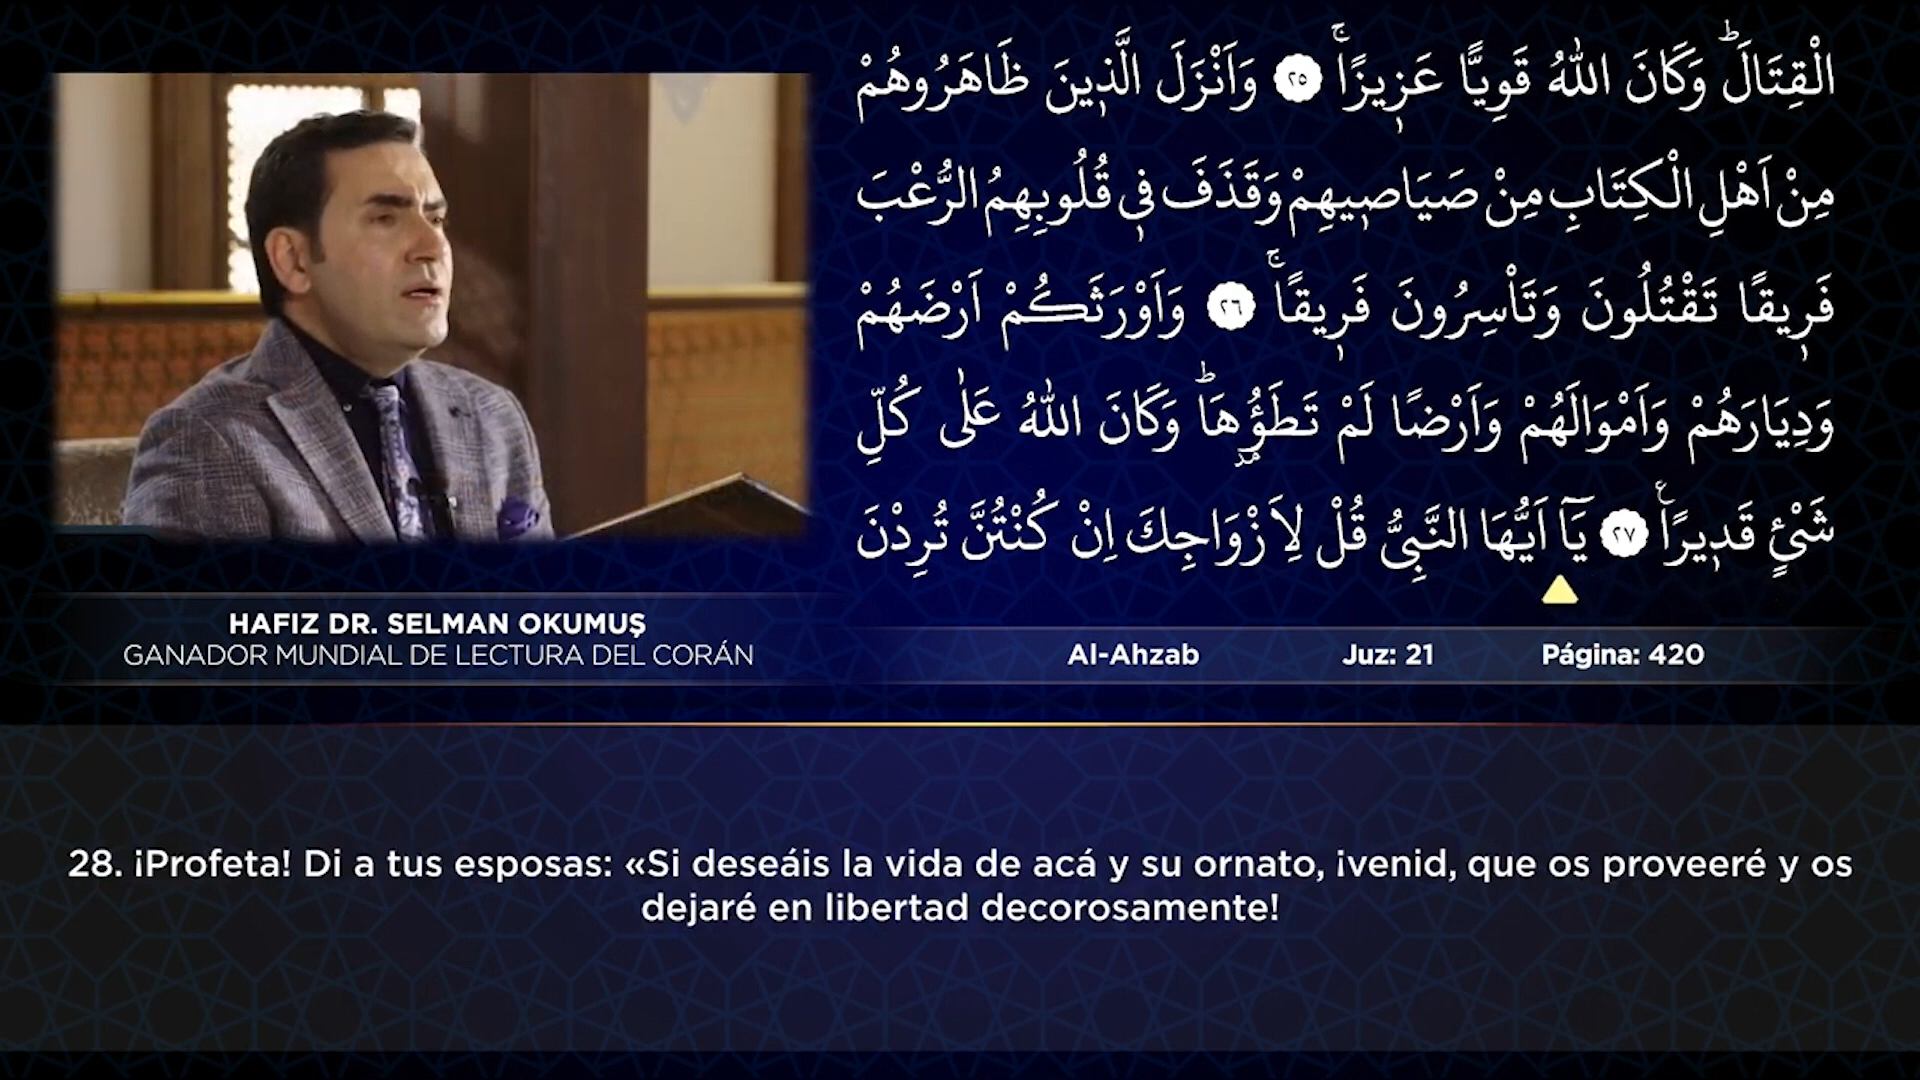 الْقِتَالَۜ وَكَانَ اللّٰهُ قَوِيًّا عَز۪يزًاۚ ﴿٢٥﴾ وَاَنْزَلَ الَّذ۪ينَ ظَاهَرُوهُمْ
مِنْ اَهْلِ الْكِتَابِ مِنْ صَيَاص۪يهِمْ وَقَذَفَ ف۪ي قُلُوبِهِمُ الرُّعْبَ
فَر۪يقًا تَقْتُلُونَ وَتَأْسِرُونَ فَر۪يقًاۚ ﴿٢٦﴾ وَاَوْرَثَكُمْ اَرْضَهُمْ
وَدِيَارَهُمْ وَاَمْوَالَهُمْ وَاَرْضًا لَمْ تَطَؤُ۫هَاۜ وَكَانَ اللّٰهُ عَلٰى كُلِّ
شَيْءٍ قَد۪يرًاۧ ﴿٢٧﴾ يَٓا اَيُّهَا النَّبِيُّ قُلْ لِاَزْوَاجِكَ اِنْ كُنْتُنَّ تُرِدْنَ
HAFIZ DR. SELMAN OKUMUŞ
GANADOR MUNDIAL DE LECTURA DEL CORÁN
Al-Ahzab Juz: 21 Página: 420
28. ¡Profeta! Di a tus esposas: «Si deseáis la vida de acá y su ornato, ¡venid, que os proveeré y os
dejaré en libertad decorosamente!